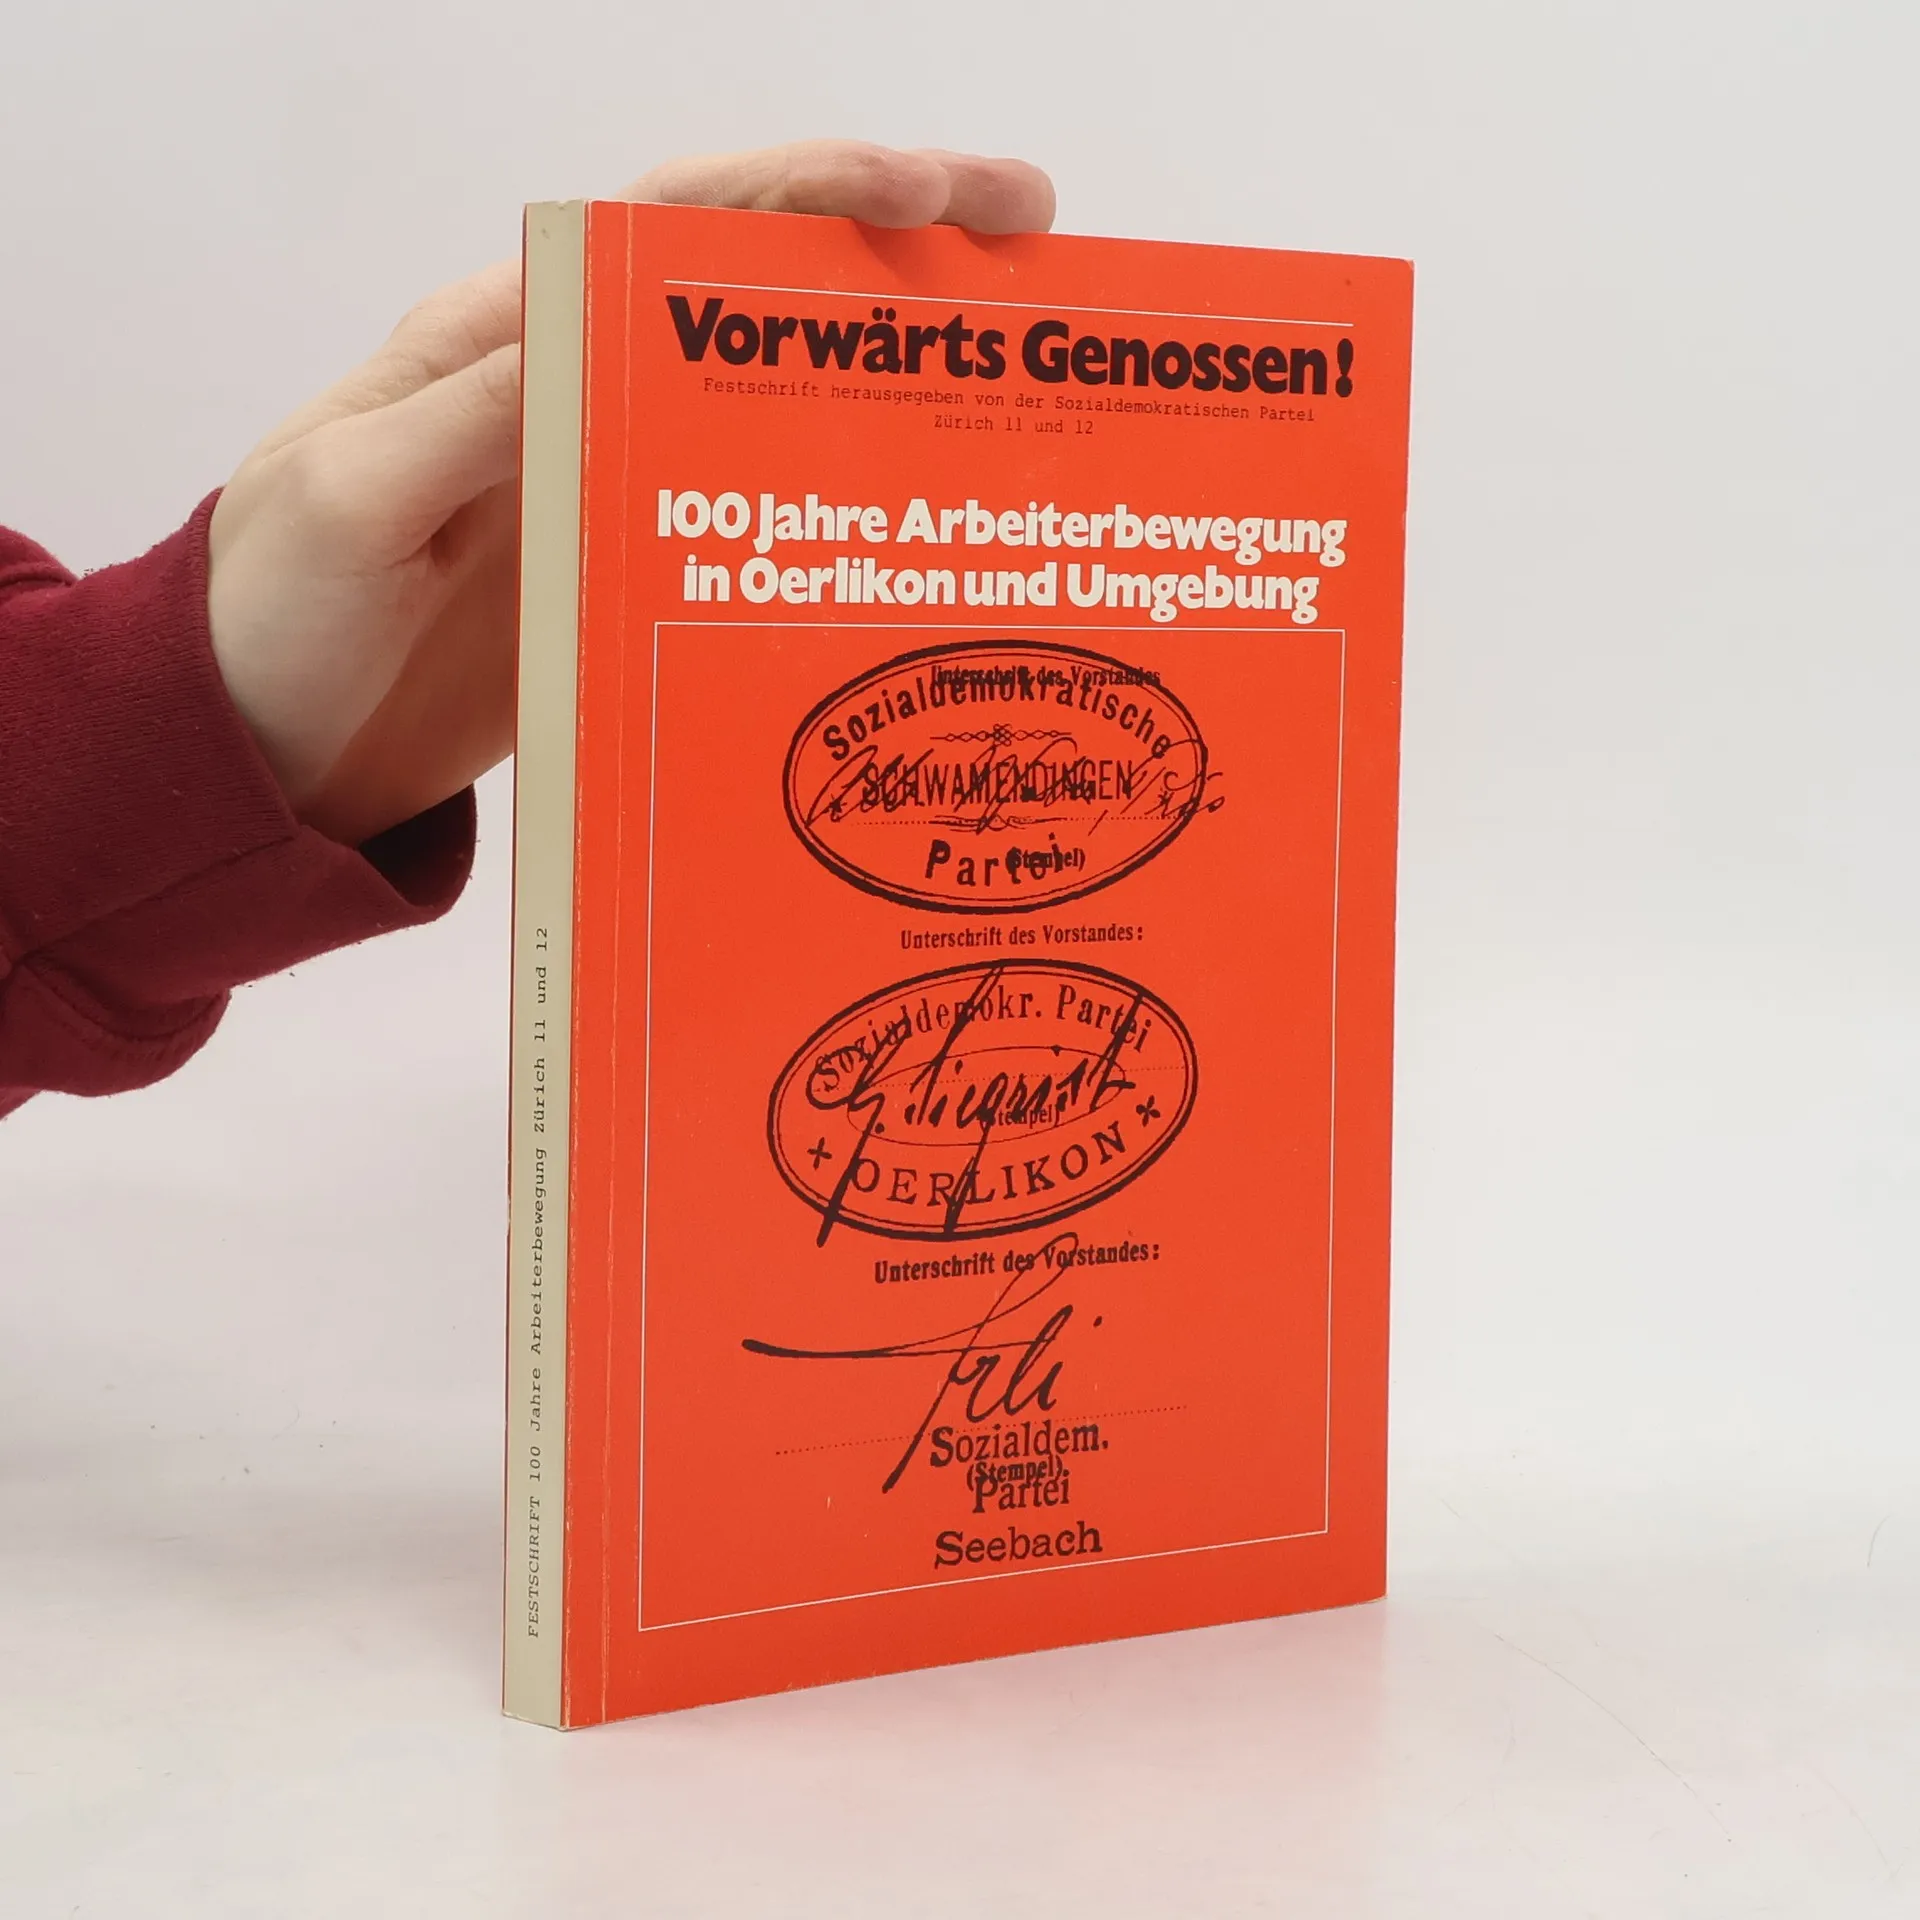 Vorwärts Genossen!
Festschrift herausgegeben von der Sozialdemokratischen Partei
Zürich 11 und 12
100 Jahre Arbeiterbewegung
in Oerlikon und Umgebung
Unterschrift des Vorstandes
Sozialdemokratische
SCHWAMENDINGEN
Partei
(Stempel)
Unterschrift des Vorstandes:
Sozialdemokr. Partei
G. Siegrist
(Stempel)
OERLIKON
Unterschrift des Vorstandes:
Sozialdem.
(Stempel)
Partei
Seebach
FESTSCHRIFT 100 Jahre Arbeiterbewegung Zürich 11 und 12